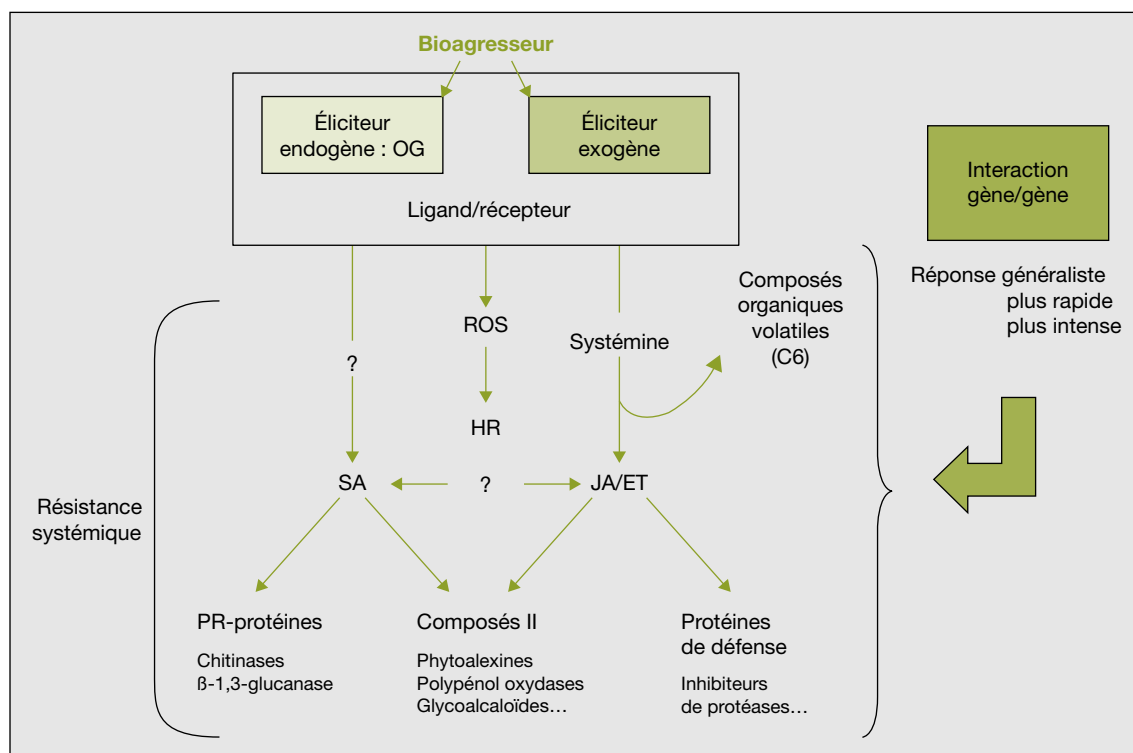 Bioagresseur
Éliciteur
endogène : OG
Éliciteur
exogène
Ligand/récepteur
Interaction
gène/gène
Réponse généraliste
plus rapide
plus intense
Composés
organiques
volatiles
(C6)
ROS
Systémine
?
HR
SA
?
JA/ET
Résistance
systémique
PR-protéines
Chitinases
ß-1,3-glucanase
Composés II
Phytoalexines
Polypénol oxydases
Glycoalcaloïdes…
Protéines
de défense
Inhibiteurs
de protéases…